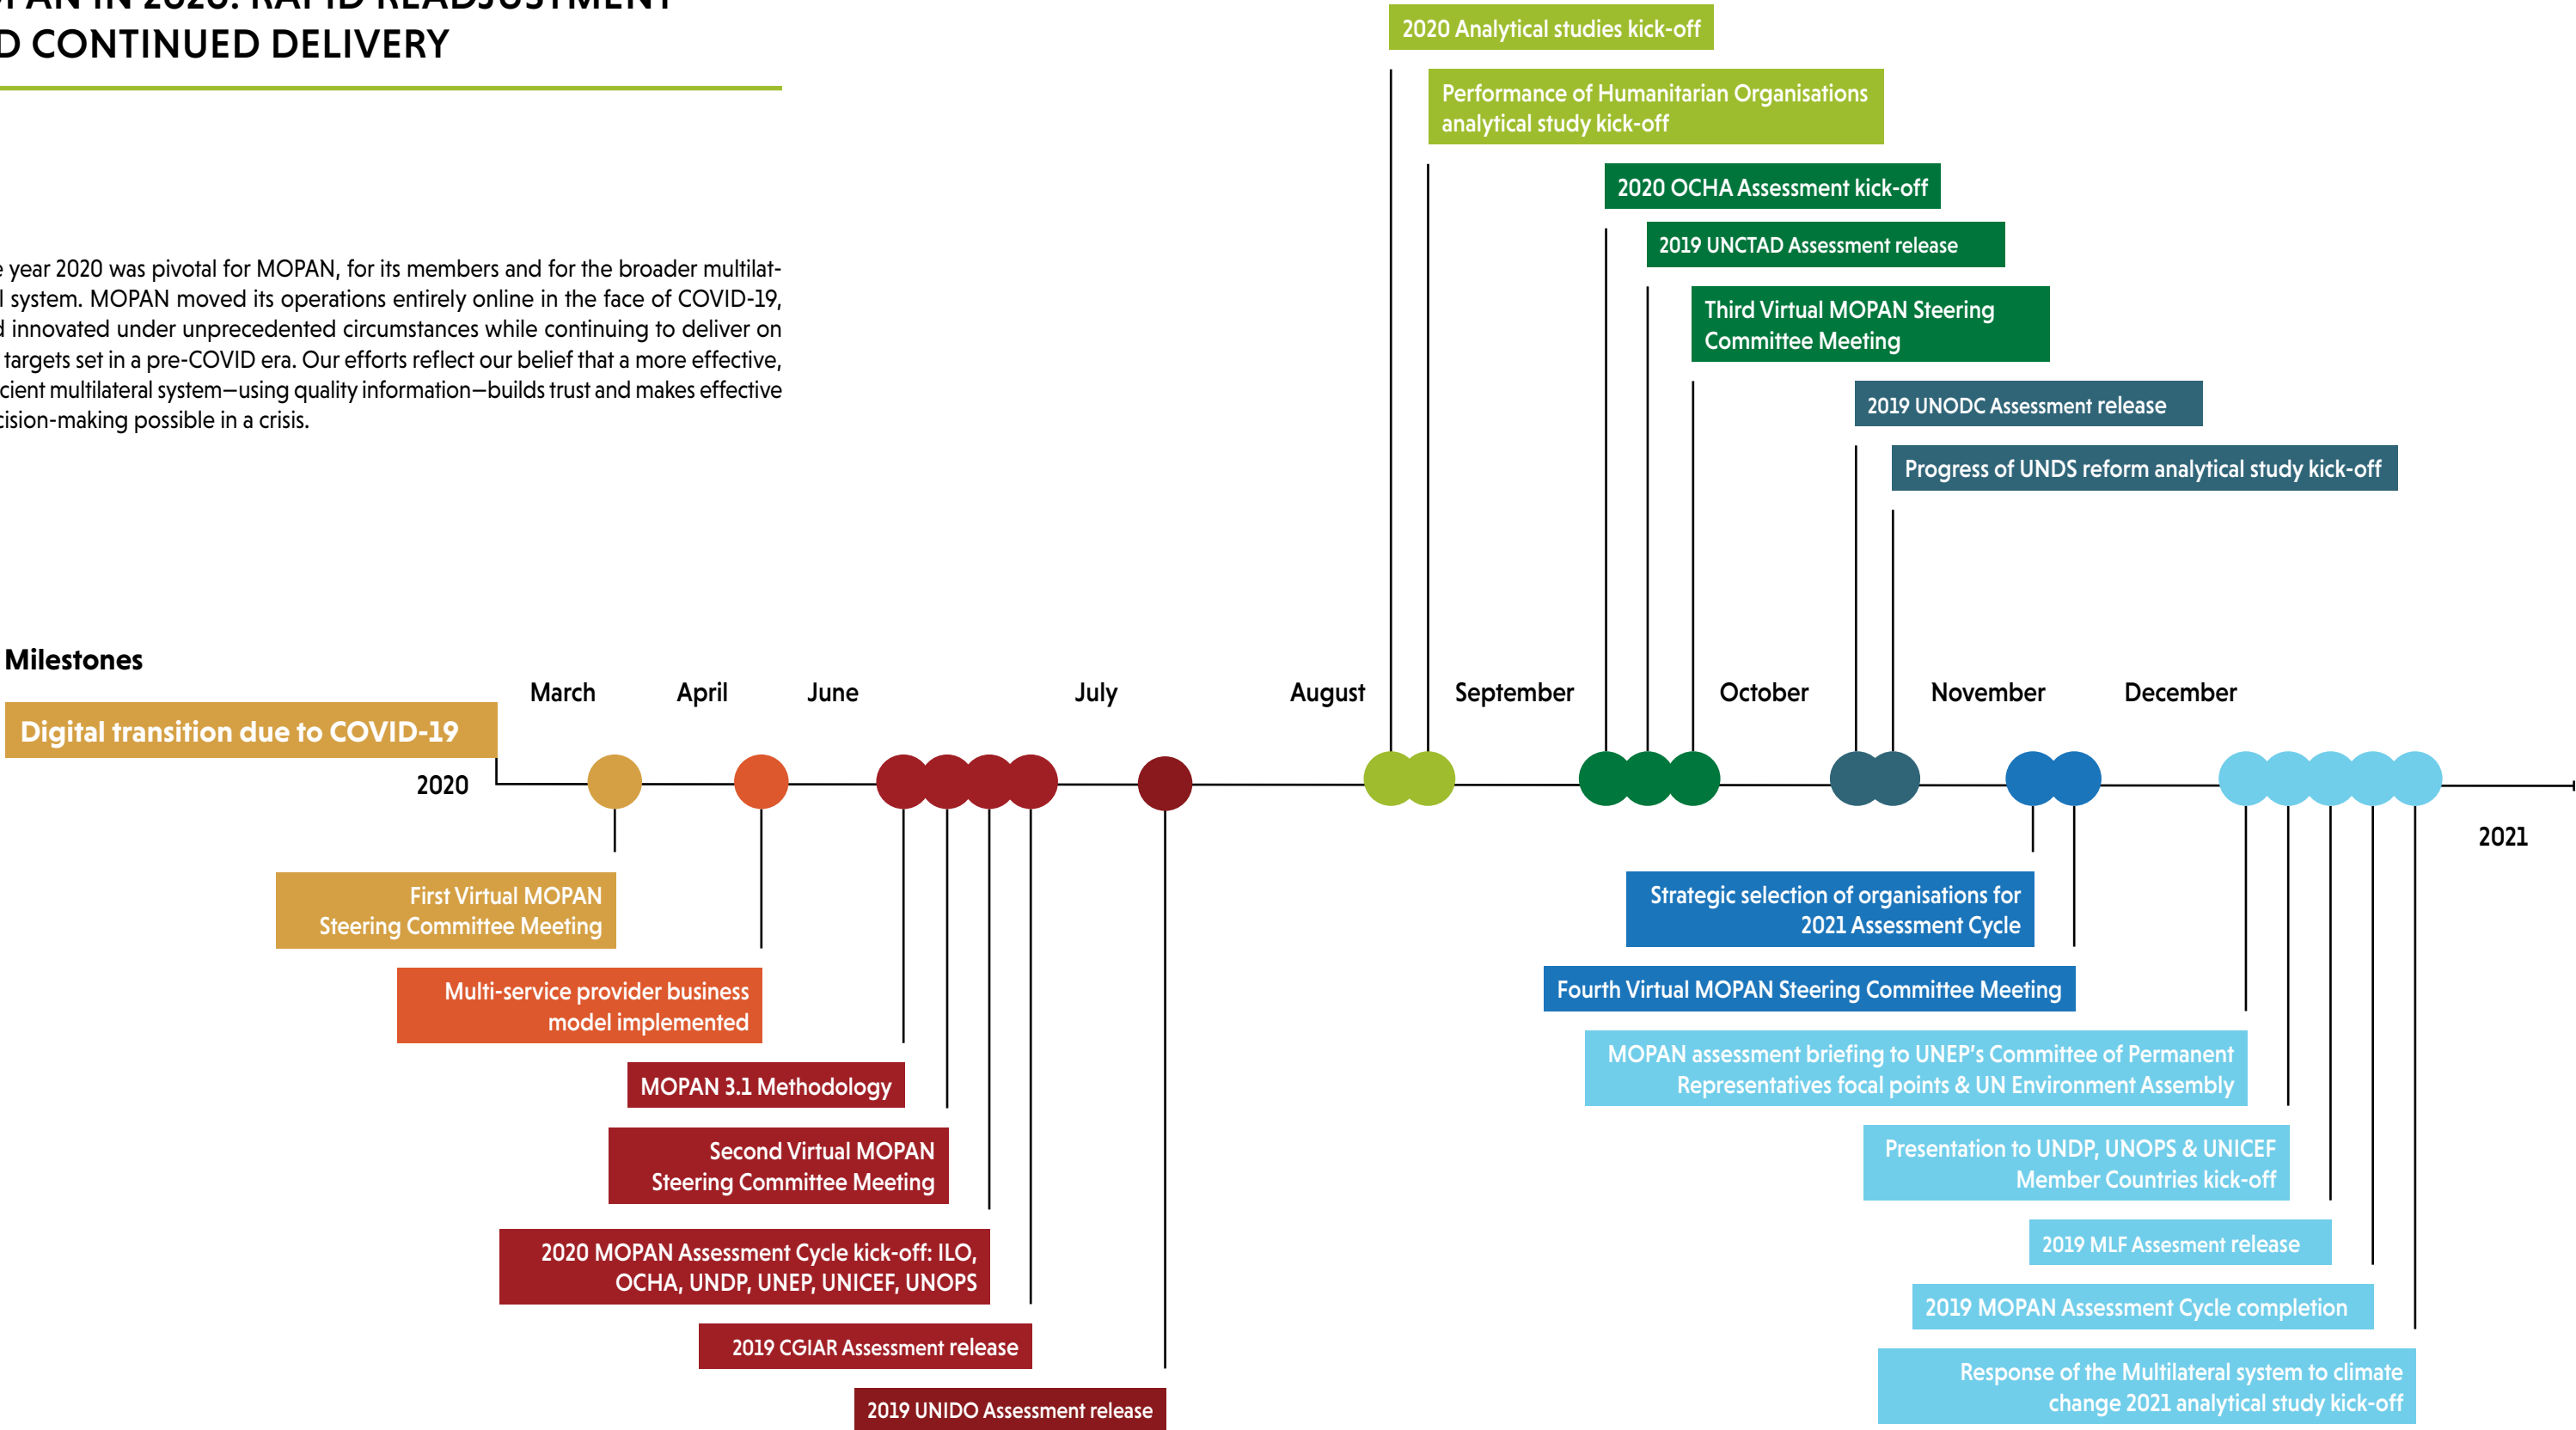 PAN IN 2020: RAPID READJUSTMENT
D CONTINUED DELIVERY
year 2020 was pivotal for MOPAN, for its members and for the broader multilat-
l system. MOPAN moved its operations entirely online in the face of COVID-19,
d innovated under unprecedented circumstances while continuing to deliver on
targets set in a pre-COVID era. Our efforts reflect our belief that a more effective,
cient multilateral system—using quality information—builds trust and makes effective
cision-making possible in a crisis.
2020 Analytical studies kick-off
Performance of Humanitarian Organisations
analytical study kick-off
2020 OCHA Assessment kick-off
2019 UNCTAD Assessment release
Third Virtual MOPAN Steering
Committee Meeting
2019 UNODC Assessment release
Progress of UNDS reform analytical study kick-off
Milestones
Digital transition due to COVID-19
2020
March
April
June
July
August
September
October
November
December
2021
First Virtual MOPAN
Steering Committee Meeting
Multi-service provider business
model implemented
MOPAN 3.1 Methodology
Second Virtual MOPAN
Steering Committee Meeting
2020 MOPAN Assessment Cycle kick-off: ILO,
OCHA, UNDP, UNEP, UNICEF, UNOPS
2019 CGIAR Assessment release
2019 UNIDO Assessment release
Strategic selection of organisations for
2021 Assessment Cycle
Fourth Virtual MOPAN Steering Committee Meeting
MOPAN assessment briefing to UNEP's Committee of Permanent
Representatives focal points & UN Environment Assembly
Presentation to UNDP, UNOPS & UNICEF
Member Countries kick-off
2019 MLF Assesment release
2019 MOPAN Assessment Cycle completion
Response of the Multilateral system to climate
change 2021 analytical study kick-off